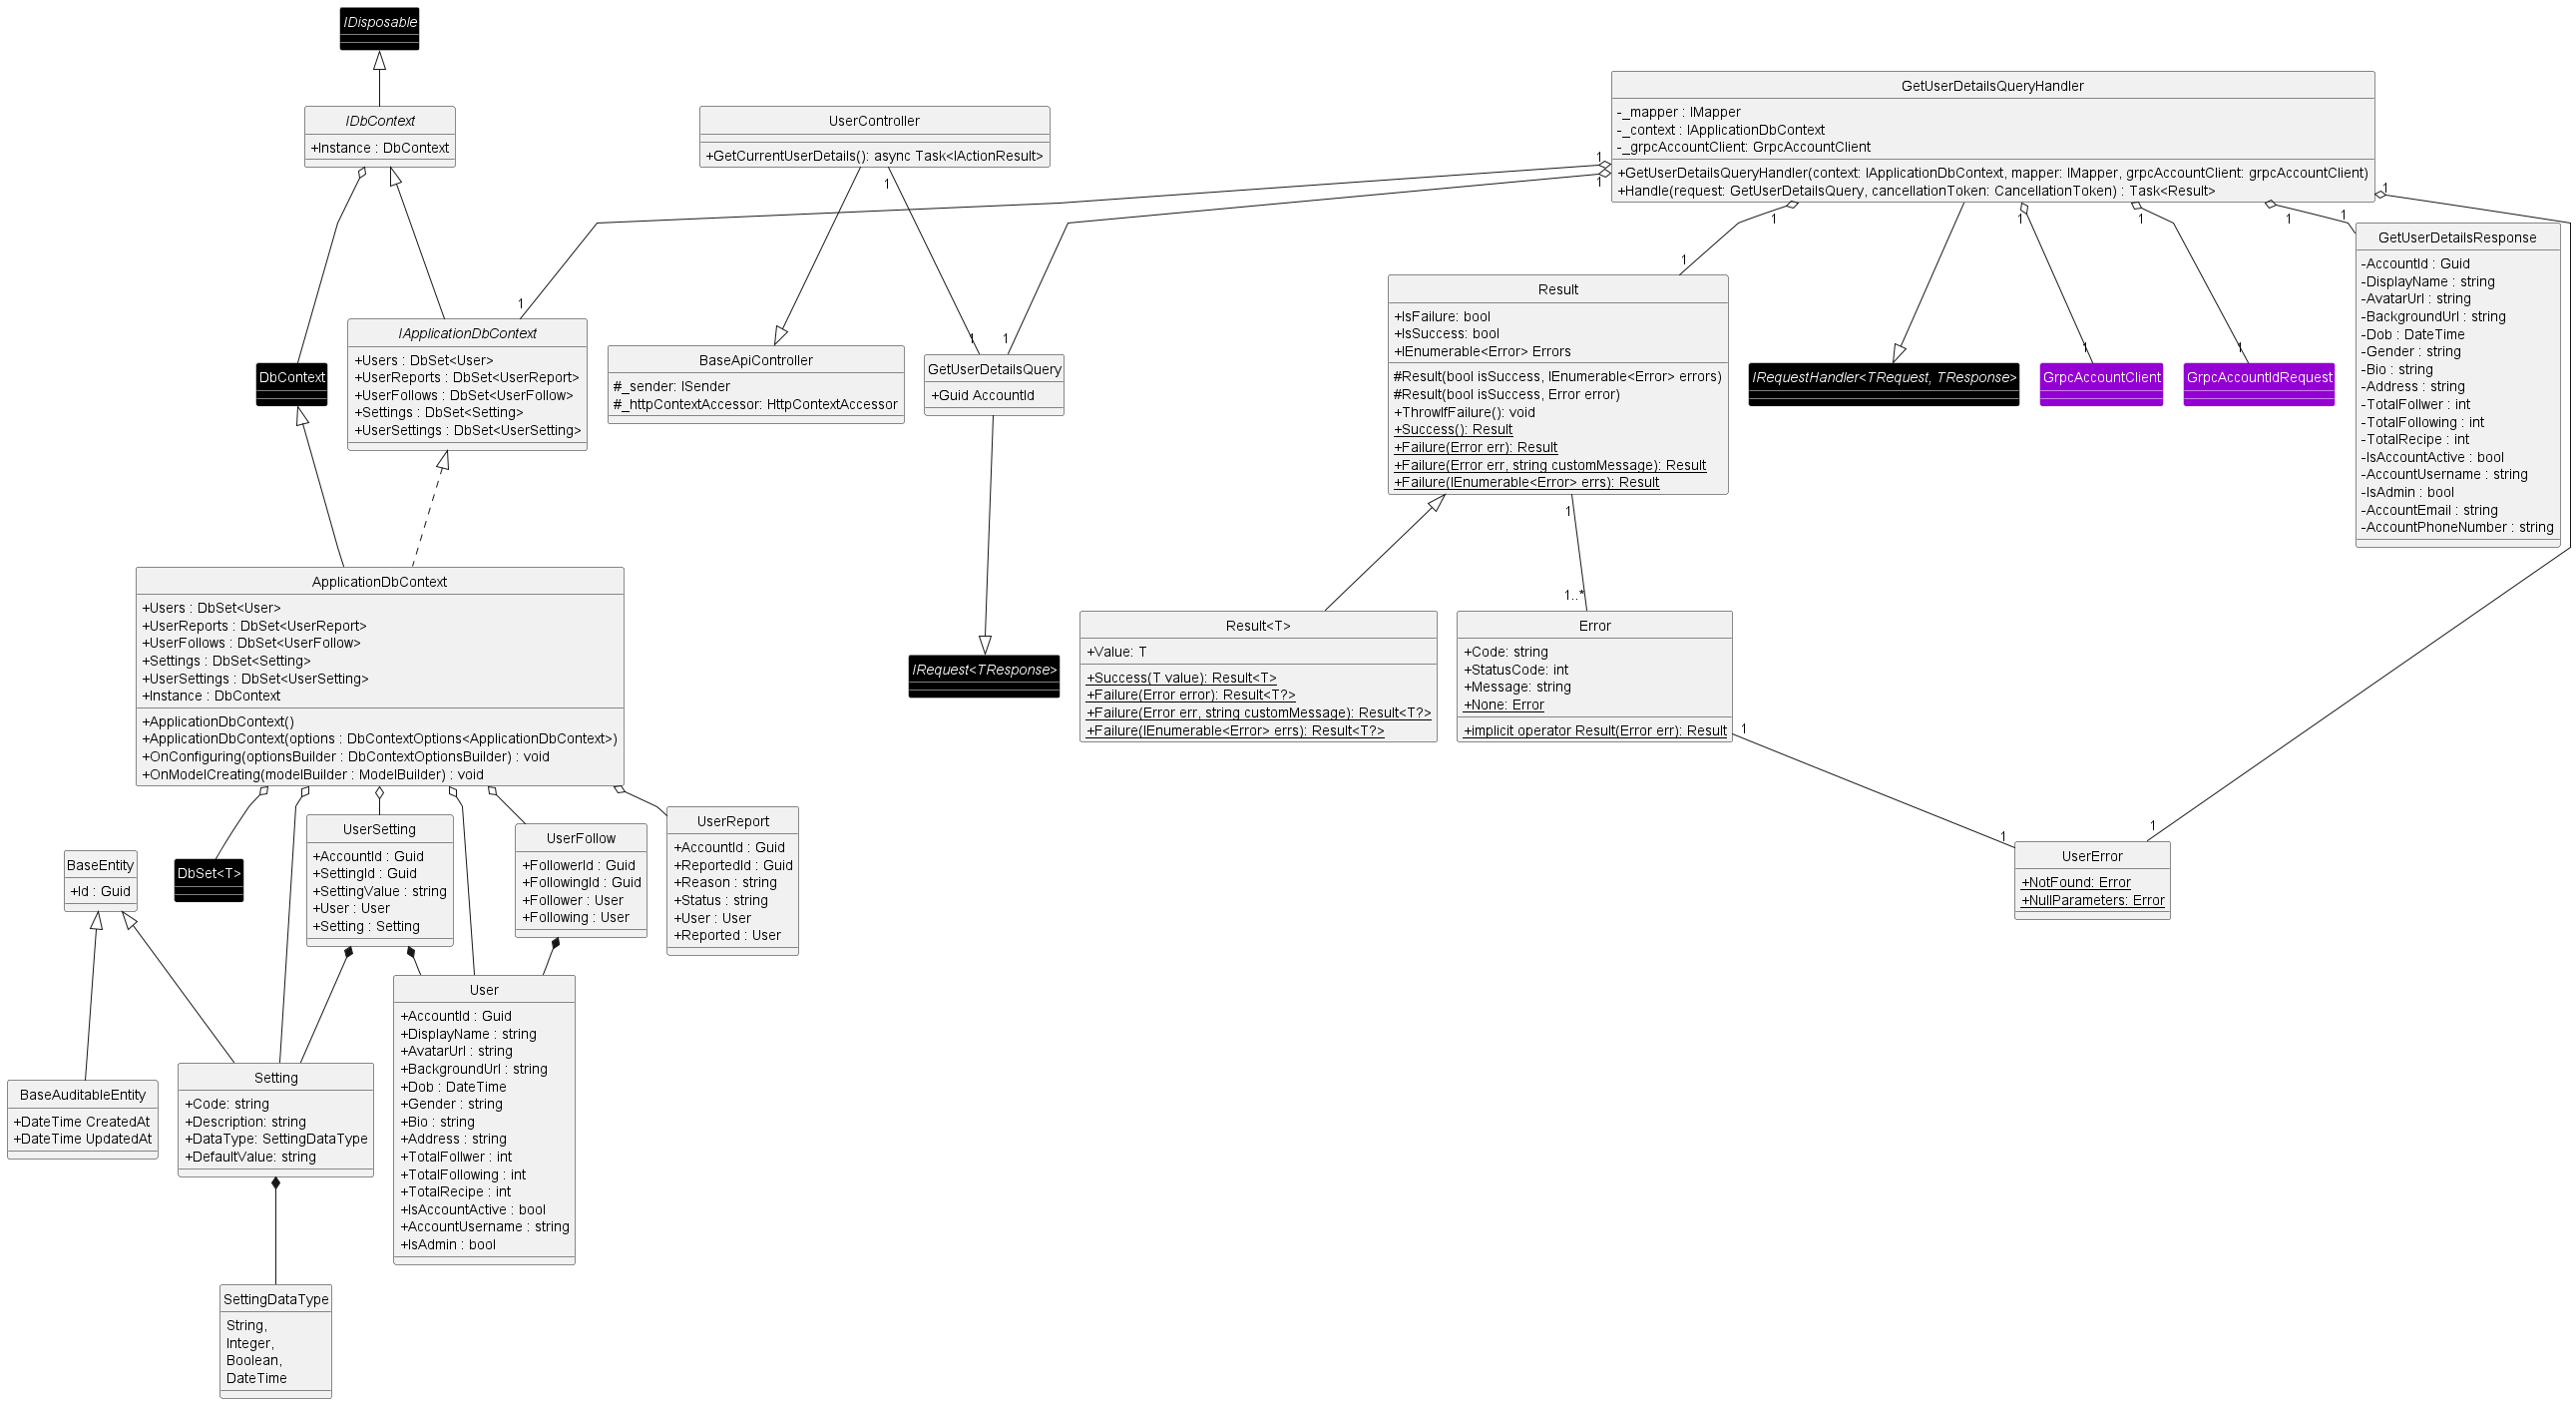 IDisposable
IDbContext
+Instance : DbContext
UserController
+GetCurrentUserDetails(): async Task<IActionResult>
GetUserDetailsQueryHandler
-_mapper : IMapper
-_context : IApplicationDbContext
-_grpcAccountClient: GrpcAccountClient
+GetUserDetailsQueryHandler(context: IApplicationDbContext, mapper: IMapper, grpcAccountClient: grpcAccountClient)
+Handle(request: GetUserDetailsQuery, cancellationToken: CancellationToken) : Task<Result>
1
1
1
1
1
1
1
1
1
GetUserDetailsResponse
-AccountId : Guid
-DisplayName : string
-AvatarUrl : string
-BackgroundUrl : string
-Dob : DateTime
-Gender : string
-Bio : string
-Address : string
-TotalFollwer : int
-TotalFollowing : int
-TotalRecipe : int
-IsAccountActive : bool
-AccountUsername : string
-IsAdmin : bool
-AccountEmail : string
-AccountPhoneNumber : string
1
1
1
1
1
1
Result
+IsFailure: bool
+IsSuccess: bool
+IEnumerable<Error> Errors
#Result(bool isSuccess, IEnumerable<Error> errors)
#Result(bool isSuccess, Error error)
+ThrowIfFailure(): void
+Success(): Result
+Failure(Error err): Result
+Failure(Error err, string customMessage): Result
+Failure(IEnumerable<Error> errs): Result
IApplicationDbContext
+Users : DbSet<User>
+UserReports : DbSet<UserReport>
+UserFollows : DbSet<UserFollow>
+Settings : DbSet<Setting>
+UserSettings : DbSet<UserSetting>
DbContext
BaseApiController
#_sender: ISender
#_httpContextAccessor: HttpContextAccessor
GetUserDetailsQuery
+Guid AccountId
IRequestHandler<TRequest, TResponse>
GrpcAccountClient
GrpcAccountIdRequest
1
1..*
ApplicationDbContext
+Users : DbSet<User>
+UserReports : DbSet<UserReport>
+UserFollows : DbSet<UserFollow>
+Settings : DbSet<Setting>
+UserSettings : DbSet<UserSetting>
+Instance : DbContext
+ApplicationDbContext()
+ApplicationDbContext(options : DbContextOptions<ApplicationDbContext>)
+OnConfiguring(optionsBuilder : DbContextOptionsBuilder) : void
+OnModelCreating(modelBuilder : ModelBuilder) : void
IRequest<TResponse>
Result<T>
+Value: T
+Success(T value): Result<T>
+Failure(Error error): Result<T?>
+Failure(Error err, string customMessage): Result<T?>
+Failure(IEnumerable<Error> errs): Result<T?>
Error
+Code: string
+StatusCode: int
+Message: string
+None: Error
+implicit operator Result(Error err): Result
1
1
1
UserError
+NotFound: Error
+NullParameters: Error
BaseEntity
+Id : Guid
DbSet<T>
UserSetting
+AccountId : Guid
+SettingId : Guid
+SettingValue : string
+User : User
+Setting : Setting
UserFollow
+FollowerId : Guid
+FollowingId : Guid
+Follower : User
+Following : User
UserReport
+AccountId : Guid
+ReportedId : Guid
+Reason : string
+Status : string
+User : User
+Reported : User
BaseAuditableEntity
+DateTime CreatedAt
+DateTime UpdatedAt
Setting
+Code: string
+Description: string
+DataType: SettingDataType
+DefaultValue: string
User
+AccountId : Guid
+DisplayName : string
+AvatarUrl : string
+BackgroundUrl : string
+Dob : DateTime
+Gender : string
+Bio : string
+Address : string
+TotalFollwer : int
+TotalFollowing : int
+TotalRecipe : int
+IsAccountActive : bool
+AccountUsername : string
+IsAdmin : bool
SettingDataType
String,
Integer,
Boolean,
DateTime